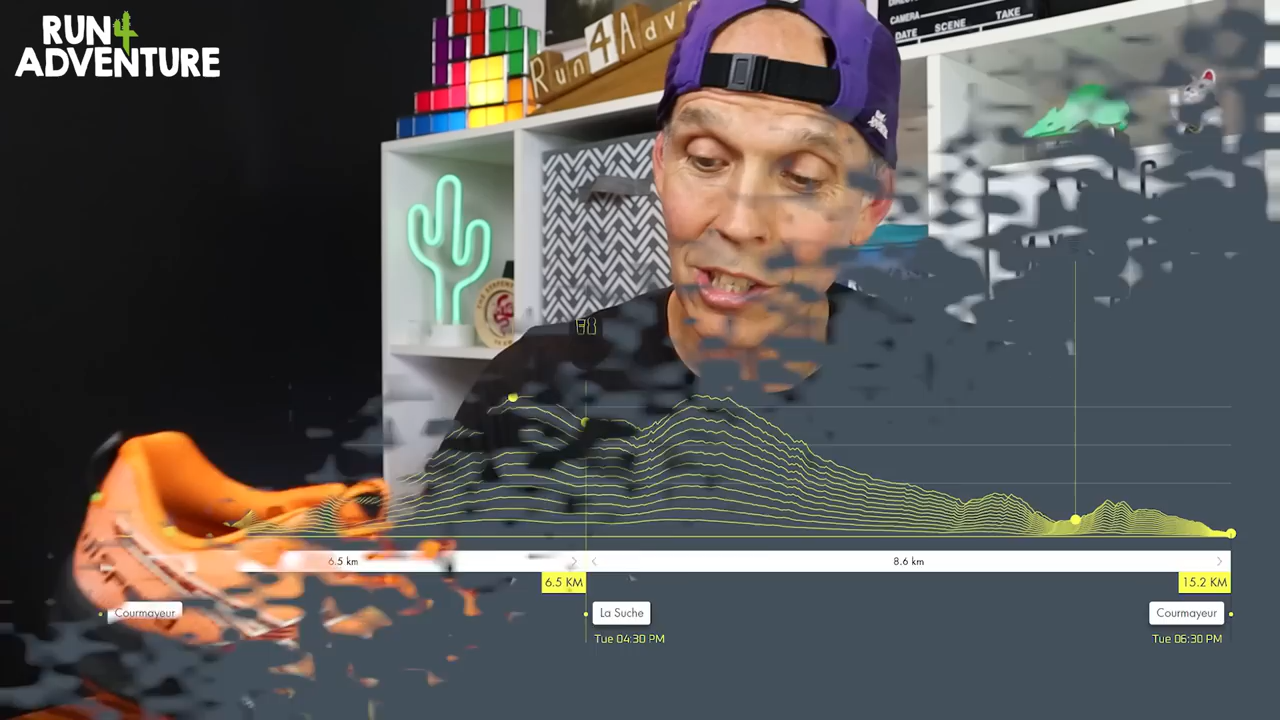 RUN4
ADVENTURE
Run4Adv
DIRECT
CAMERA
DATE SCENE TAKE
6.5 km
8.6 km
6.5 KM
15.2 KM
Courmayeur
La Suche
Courmayeur
Tue 04:30 PM
Tue 06:30 PM